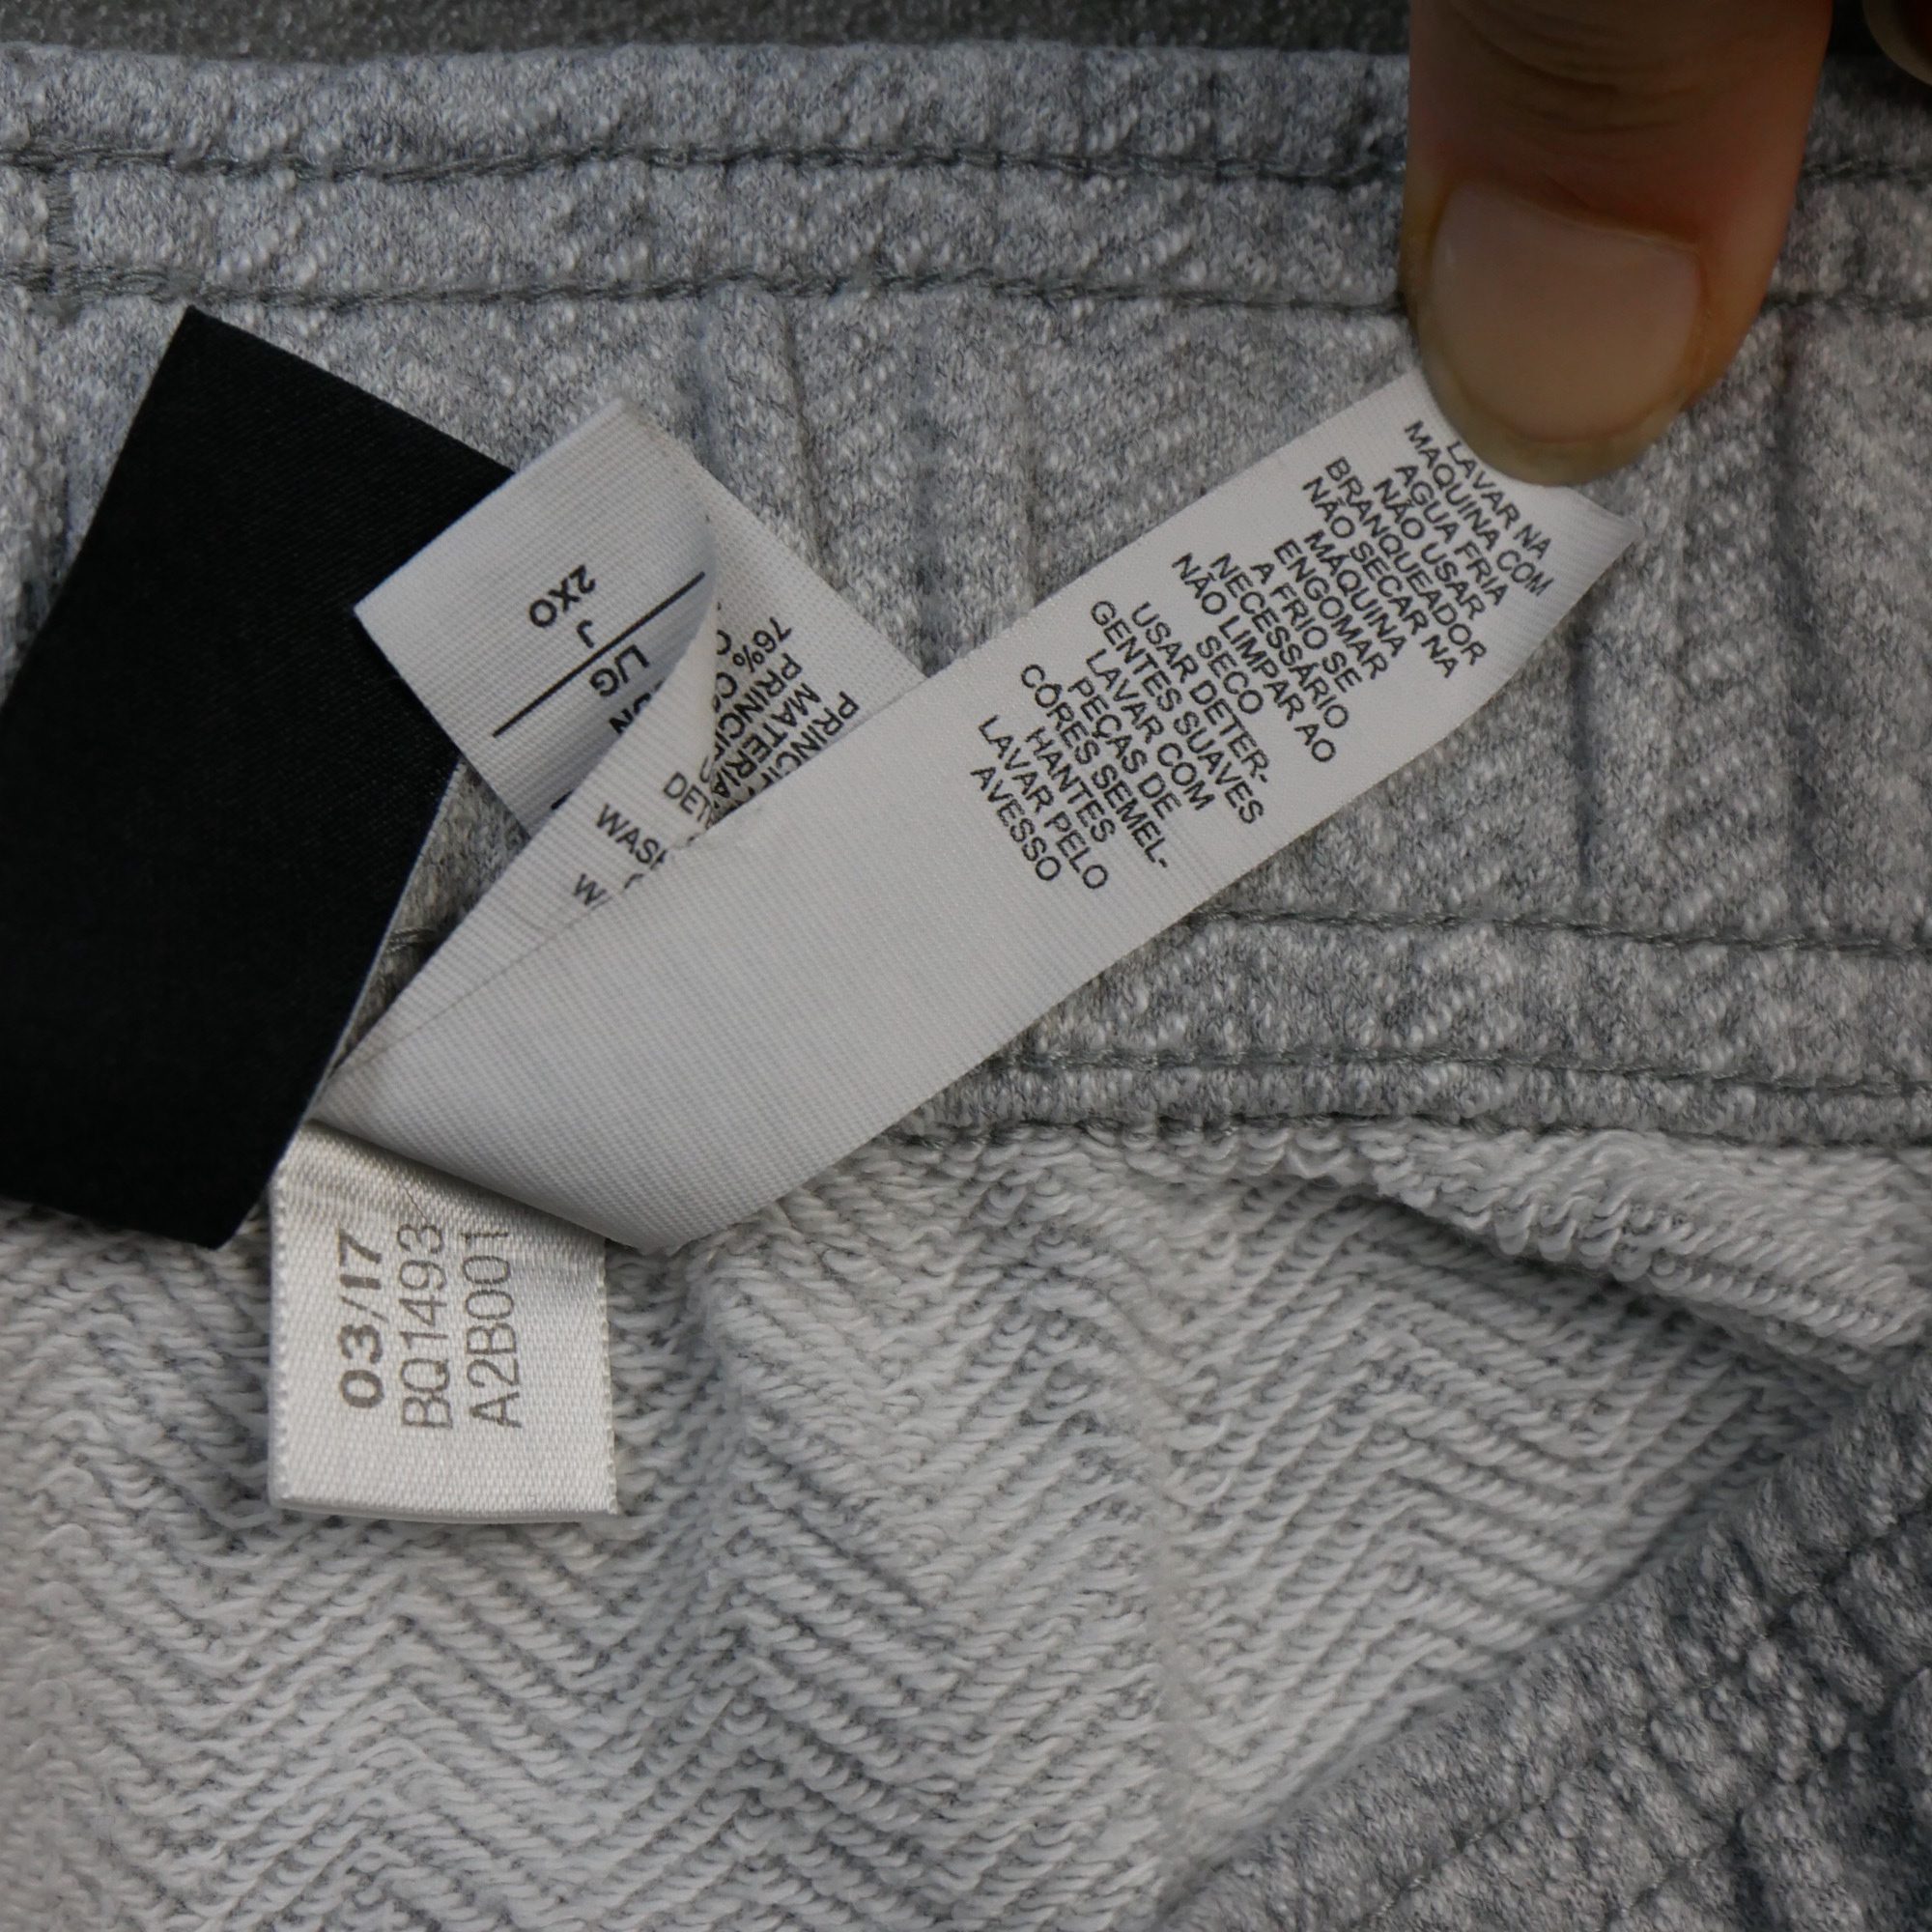 LAVAR NA
MAQUINA COM
AGUA FRIA
NÃO USAR
BRANQUEADOR
NÃO SECAR NA
MÁQUINA
ENGOMAR
A FRIO SE
NECESSÁRIO
NÃO LIMPAR AO
SECO
USAR DETER-
GENTES SUAVES
LAVAR COM
PEÇAS DE
CÔRES SEMEL-
HANTES
LAVAR PELO
AVESSO
2XO
J
L/G
76%
WASH
03/17
BQ1493
A2B001